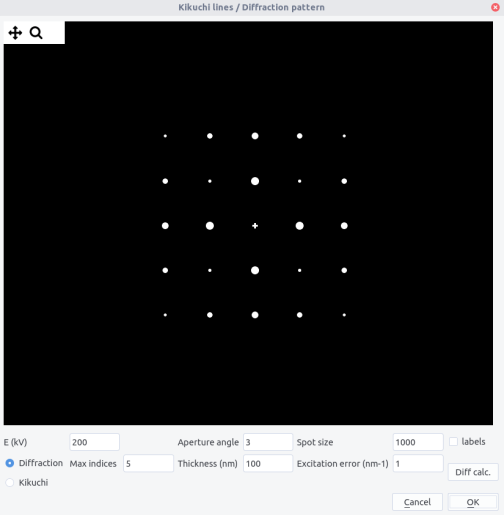 Kikuchi lines / Diffraction pattern
E (kV) 200 Aperture angle 3 Spot size 1000 labels
Diffraction Max indices 5 Thickness (nm) 100 Excitation error (nm-1) 1 Diff calc.
Kikuchi
Cancel OK